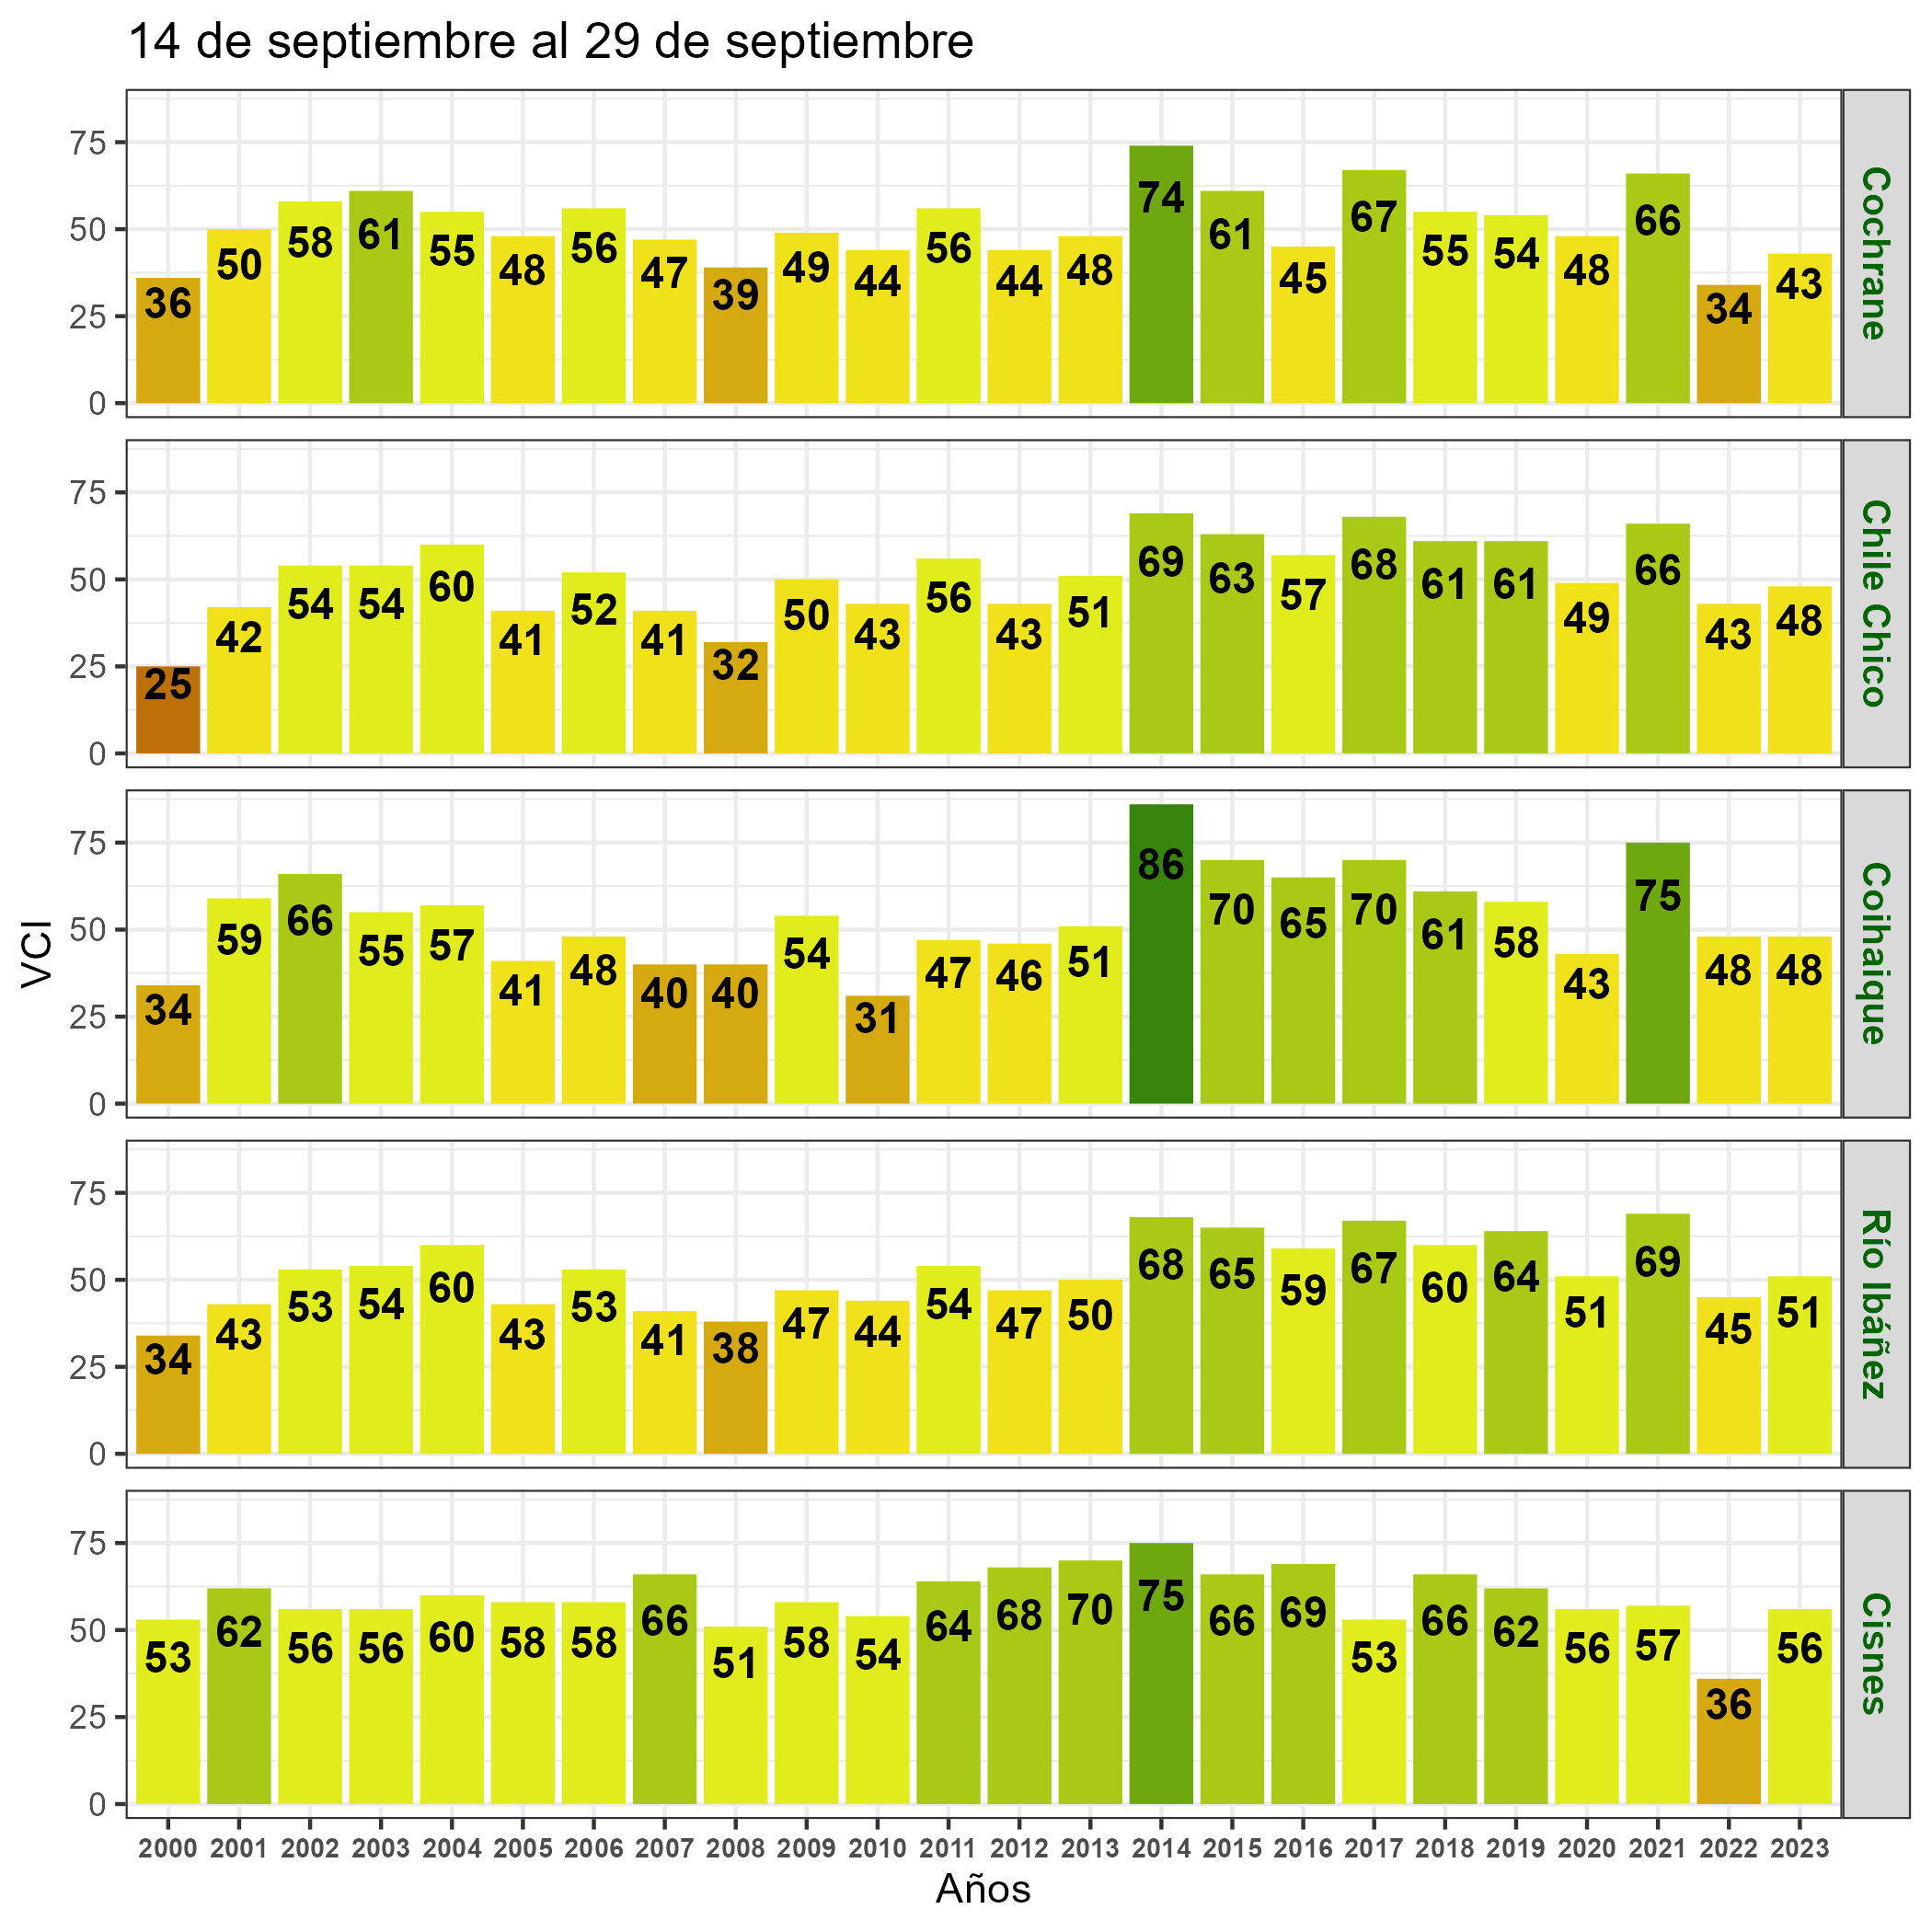 14 de septiembre al 29 de septiembre
75
50
25
0
36 50 58 61 55 48 56 47 39 49 44 56 44 48 74 61 45 67 55 54 48 66 34 43
Cochrane
75
50
25
0
25 42 54 54 60 41 52 41 32 50 43 56 43 51 69 63 57 68 61 61 49 66 43 48
Chile Chico
VCI
75
50
25
0
34 59 66 55 57 41 48 40 40 54 31 47 46 51 86 70 65 70 61 58 43 75 48 48
Coihaique
75
50
25
0
34 43 53 54 60 43 53 41 38 47 44 54 47 50 68 65 59 67 60 64 51 69 45 51
Río Ibáñez
75
50
25
0
53 62 56 56 60 58 58 66 51 58 54 64 68 70 75 66 69 53 66 62 56 57 36 56
Cisnes
2000 2001 2002 2003 2004 2005 2006 2007 2008 2009 2010 2011 2012 2013 2014 2015 2016 2017 2018 2019 2020 2021 2022 2023
Años